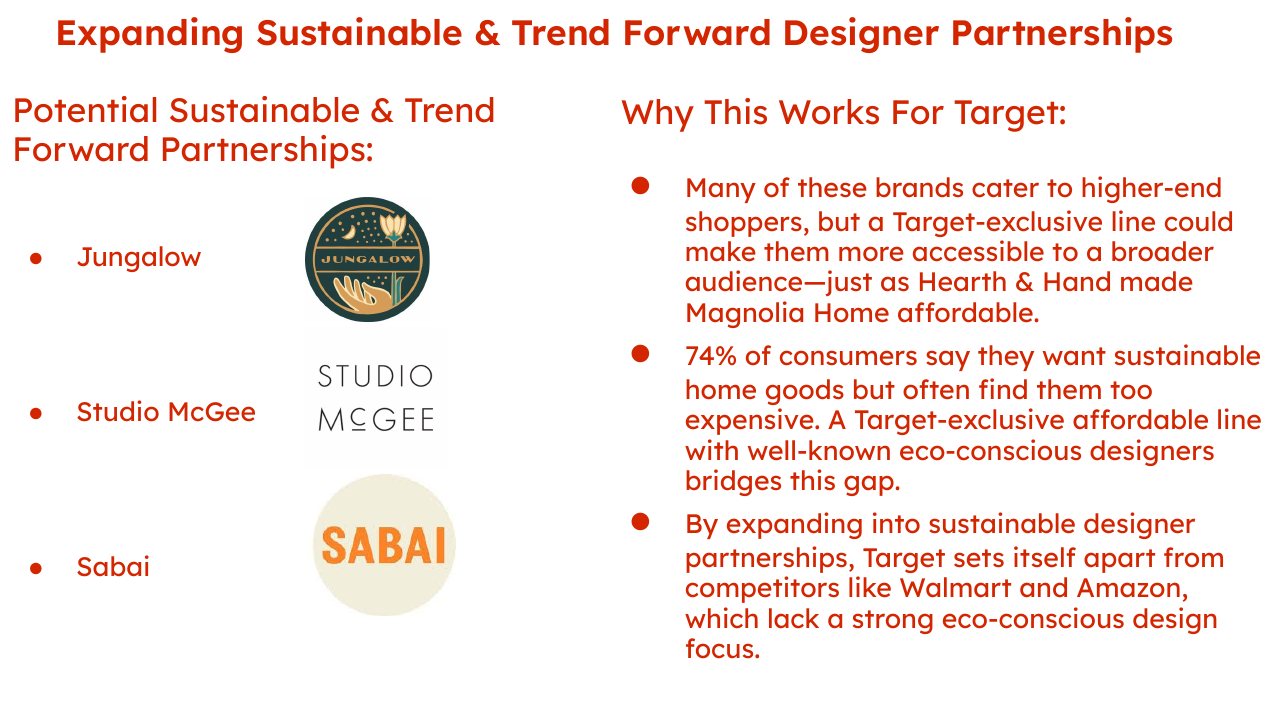 Expanding Sustainable & Trend Forward Designer Partnerships
Potential Sustainable & Trend
Forward Partnerships:
● Jungalow
JUNGALOW
● Studio McGee
STUDIO
MCGEE
● Sabai
SABAI
Why This Works For Target:
● Many of these brands cater to higher-end
shoppers, but a Target-exclusive line could
make them more accessible to a broader
audience—just as Hearth & Hand made
Magnolia Home affordable.
● 74% of consumers say they want sustainable
home goods but often find them too
expensive. A Target-exclusive affordable line
with well-known eco-conscious designers
bridges this gap.
● By expanding into sustainable designer
partnerships, Target sets itself apart from
competitors like Walmart and Amazon,
which lack a strong eco-conscious design
focus.